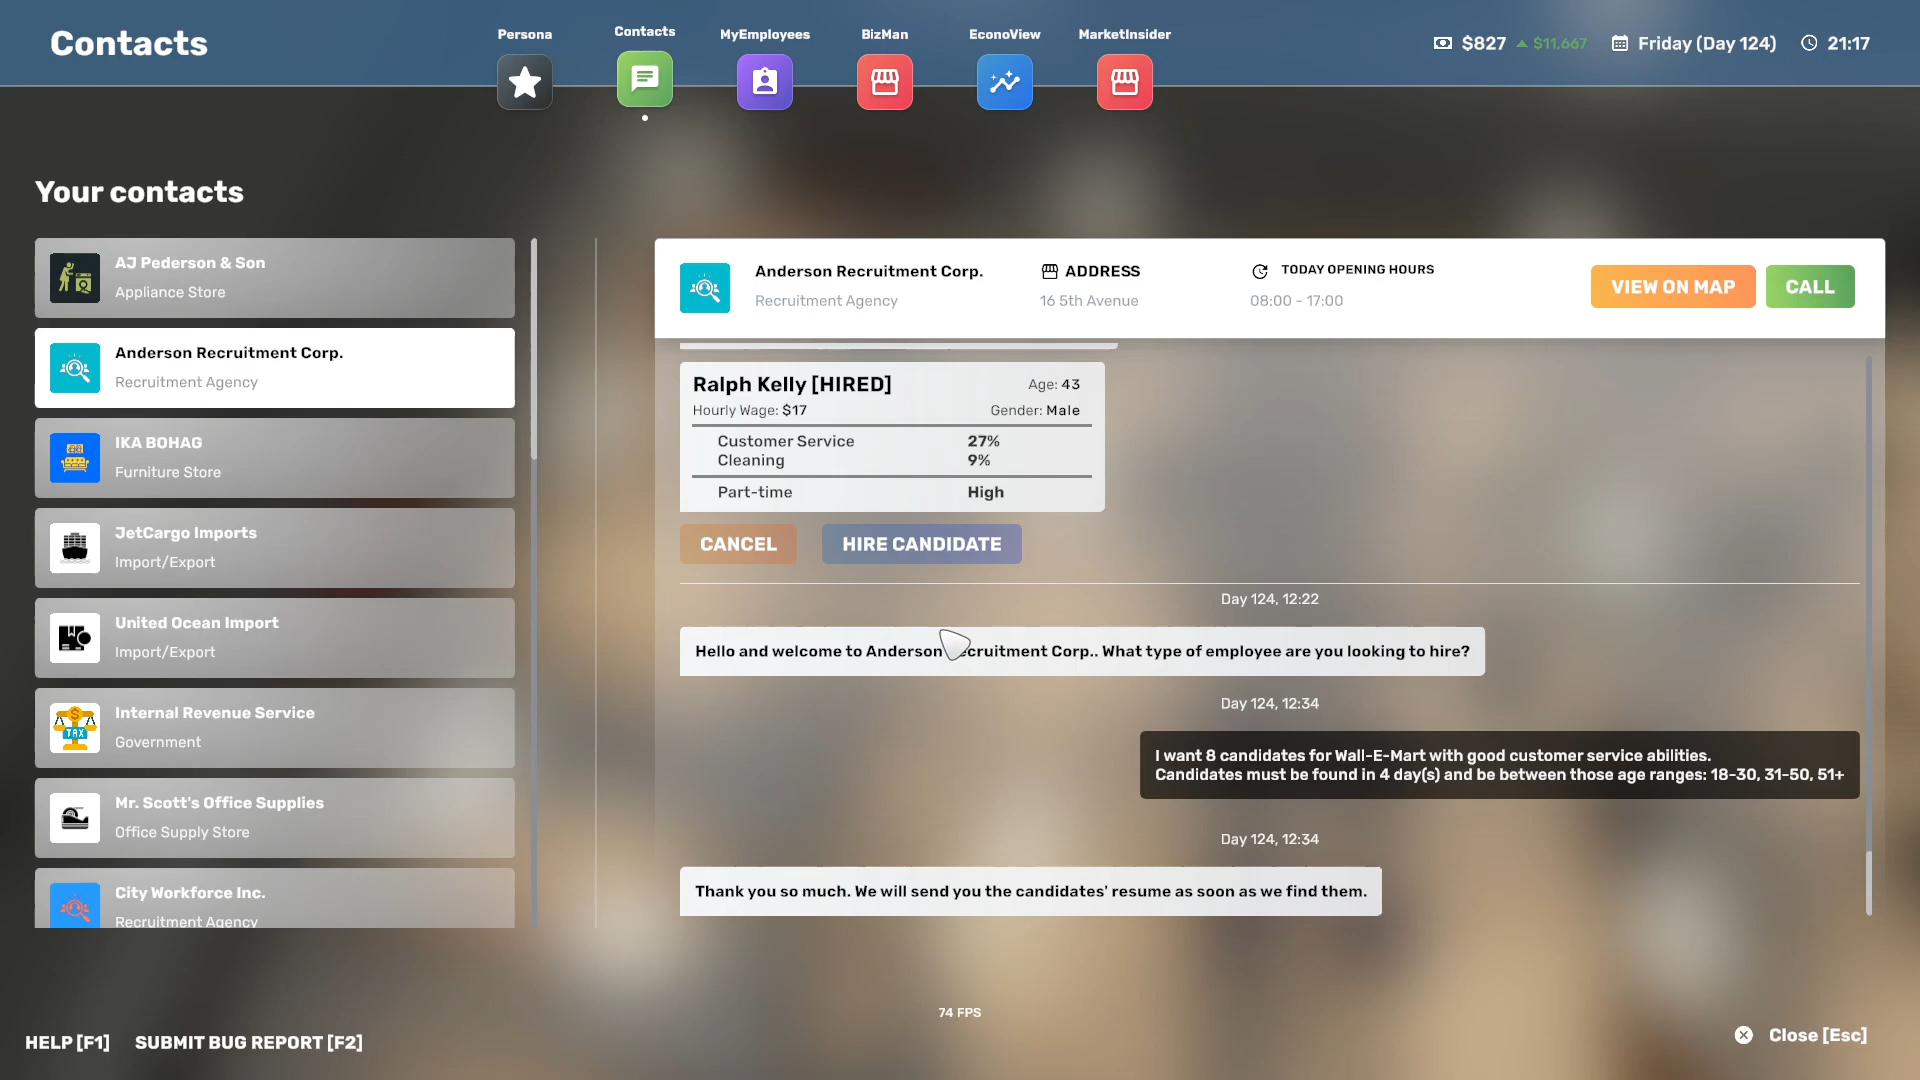 Contacts
Persona
Contacts
MyEmployees
BizMan
EconoView
MarketInsider
$827
$11,667
Friday (Day 124)
21:17
Your contacts
AJ Pederson & Son
Appliance Store
Anderson Recruitment Corp.
Recruitment Agency
IKA BOHAG
Furniture Store
JetCargo Imports
Import/Export
United Ocean Import
Import/Export
TAX
Internal Revenue Service
Government
Mr. Scott's Office Supplies
Office Supply Store
City Workforce Inc.
Recruitment Agency
Anderson Recruitment Corp.
Recruitment Agency
ADDRESS
16 5th Avenue
TODAY OPENING HOURS
08:00 - 17:00
VIEW ON MAP
CALL
Ralph Kelly [HIRED]
Age: 43
Hourly Wage: $17
Gender: Male
Customer Service 27%
Cleaning 9%
Part-time High
CANCEL
HIRE CANDIDATE
Day 124, 12:22
Hello and welcome to Anderson Recruitment Corp.. What type of employee are you looking to hire?
Day 124, 12:34
I want 8 candidates for Wall-E-Mart with good customer service abilities.
Candidates must be found in 4 day(s) and be between those age ranges: 18-30, 31-50, 51+
Day 124, 12:34
Thank you so much. We will send you the candidates' resume as soon as we find them.
74 FPS
HELP [F1]
SUBMIT BUG REPORT [F2]
Close [Esc]